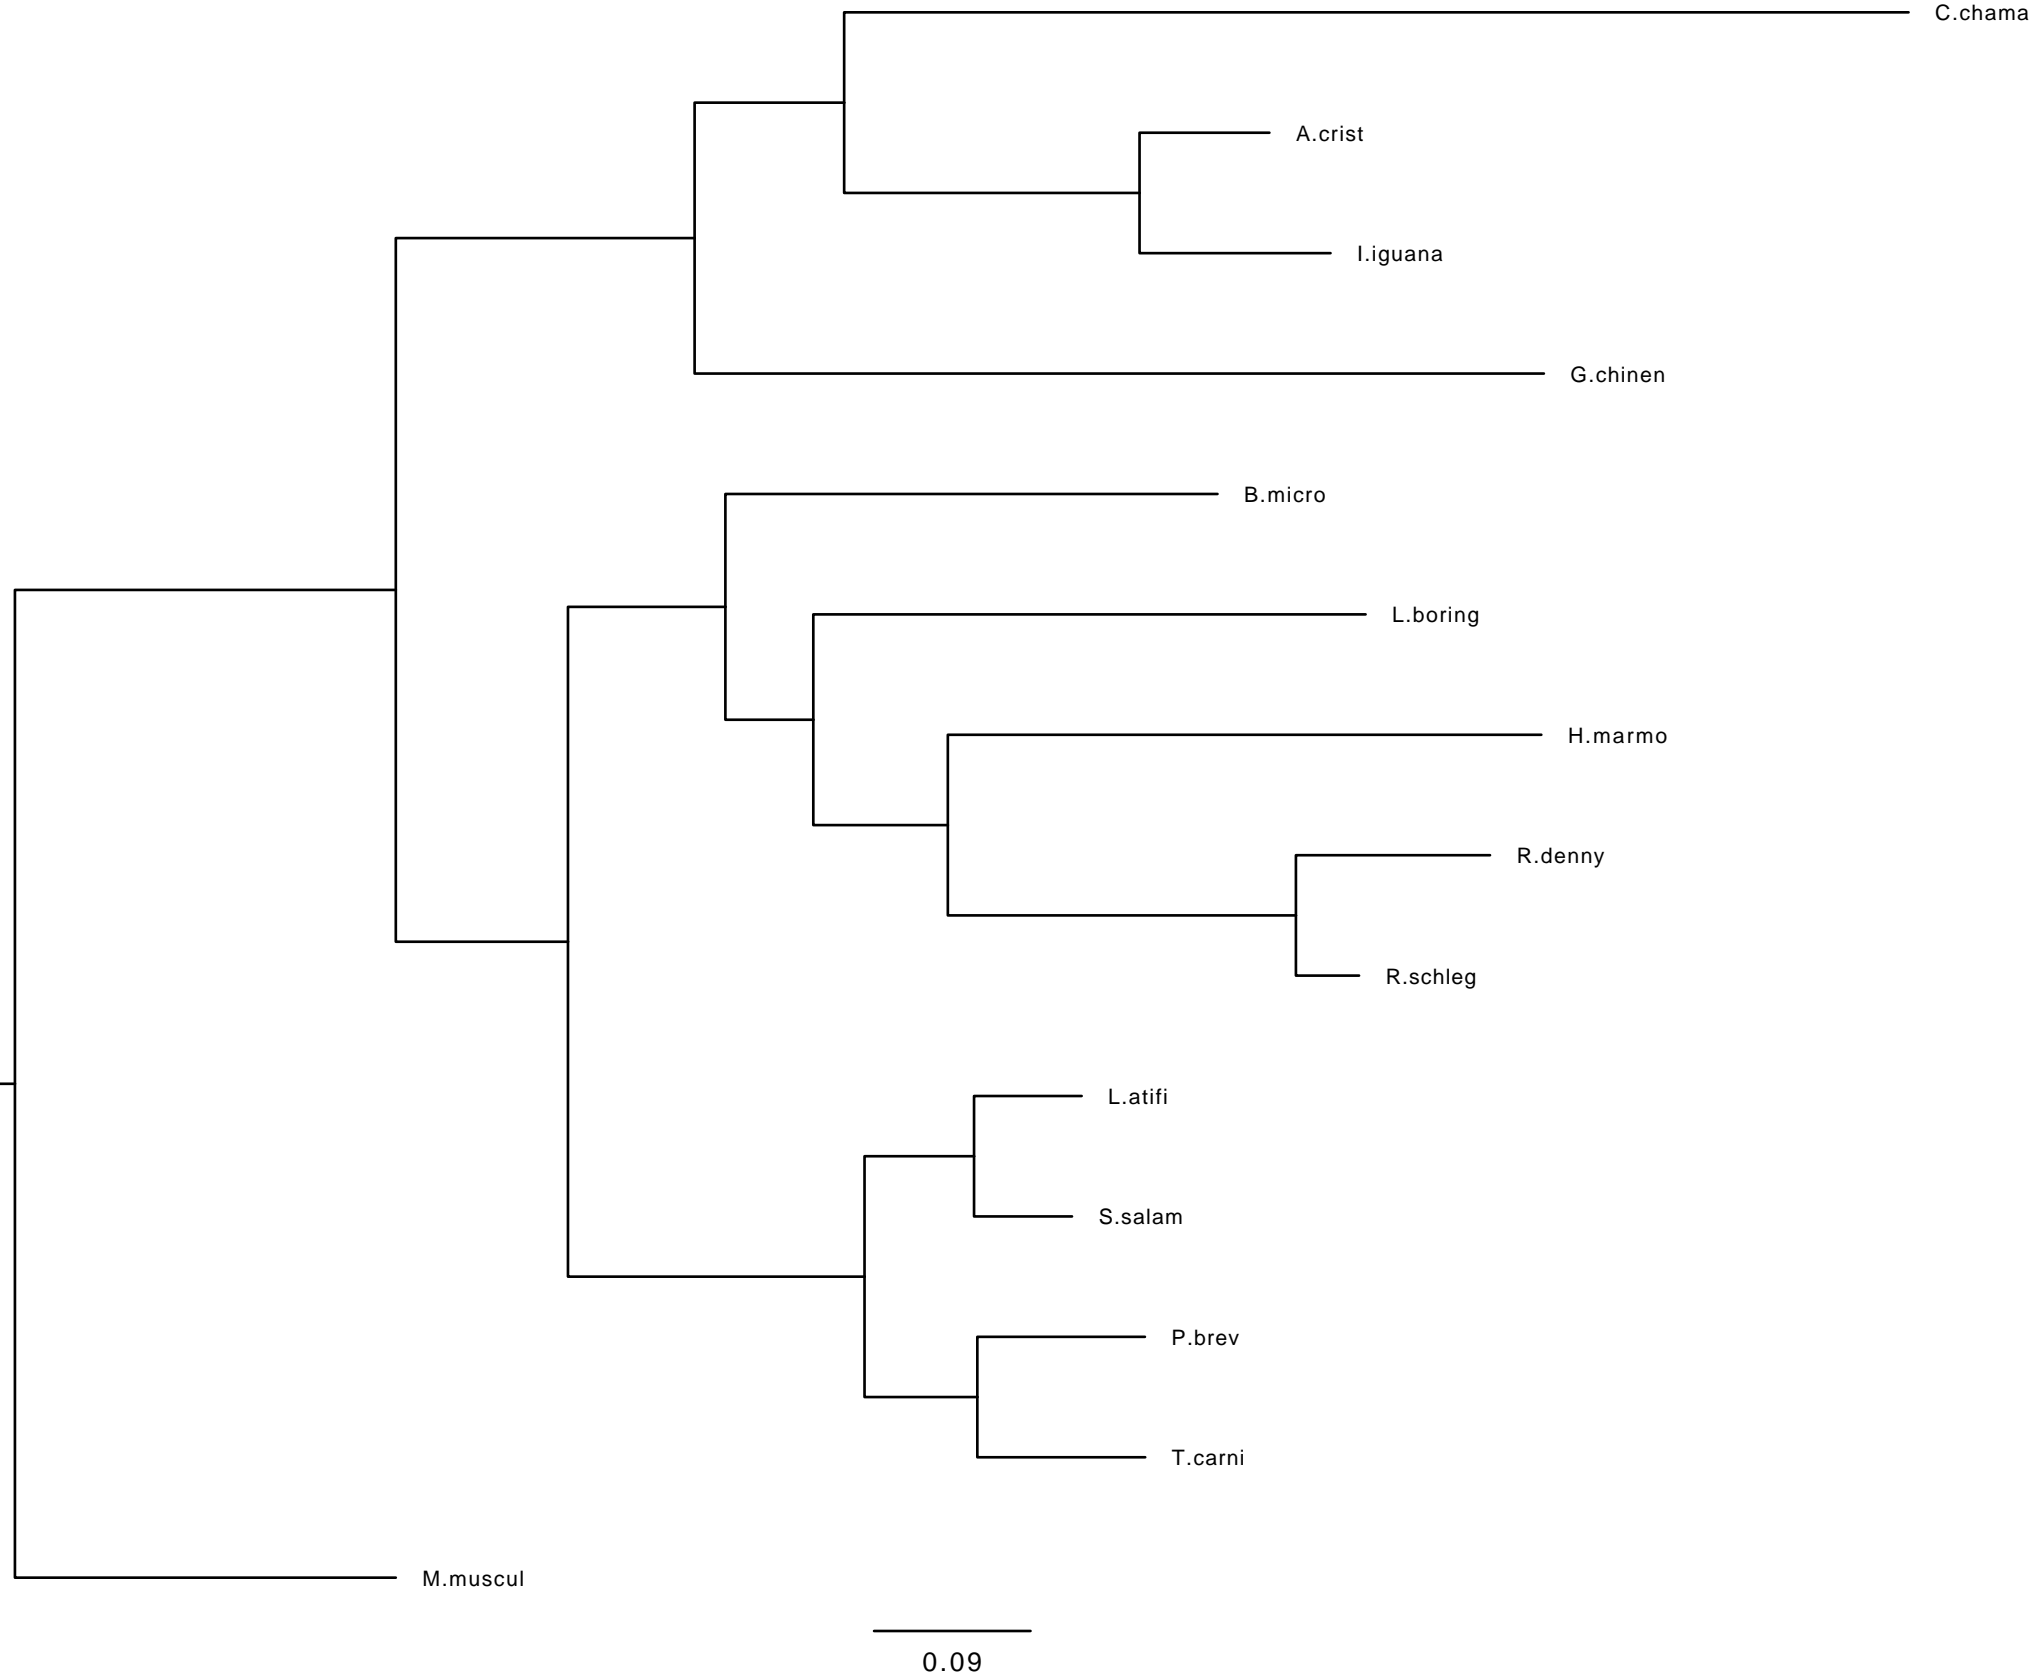 C.chama
A.crist
I.iguana
G.chinen
B.micro
L.boring
H.marmo
R.denny
R.schleg
L.atifi
S.salam
P.brev
T.carni
M.muscul
0.09